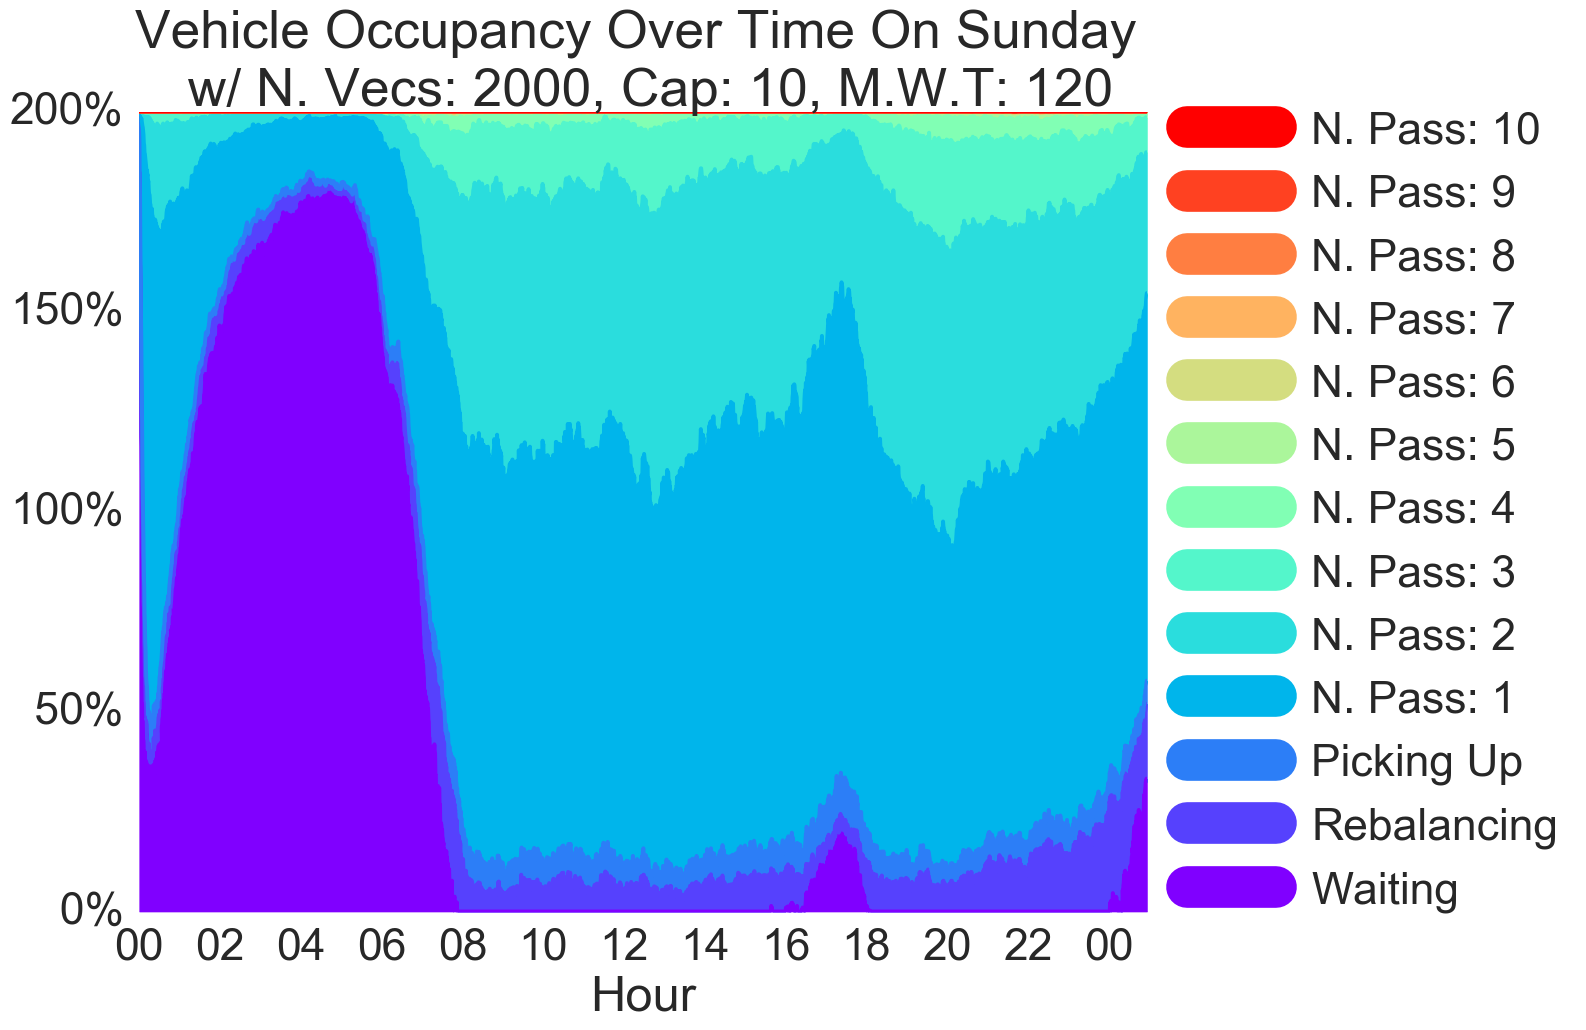 Vehicle Occupancy Over Time On Sunday
w/ N. Vecs: 2000, Cap: 10, M.W.T: 120
200%
150%
100%
50%
0%
00 02 04 06 08 10 12 14 16 18 20 22 00
Hour
N. Pass: 10
N. Pass: 9
N. Pass: 8
N. Pass: 7
N. Pass: 6
N. Pass: 5
N. Pass: 4
N. Pass: 3
N. Pass: 2
N. Pass: 1
Picking Up
Rebalancing
Waiting